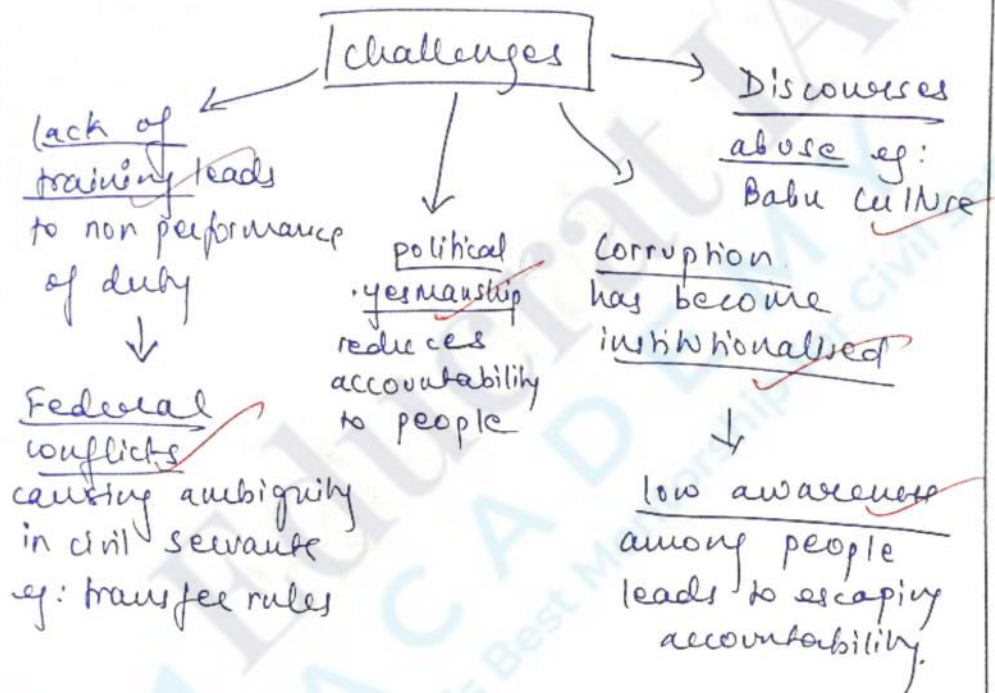 Challenges
lack of
training leads
to non performance
of duty
Federal
conflicts
causing ambiguity
in civil servants
eg: transfer rules
political
yesmanship
reduces
accountability
to people
Corruption
has become
institutionalised
low awareness
among people
leads to escaping
accountability.
Discourses
abuse eg:
Babu culture